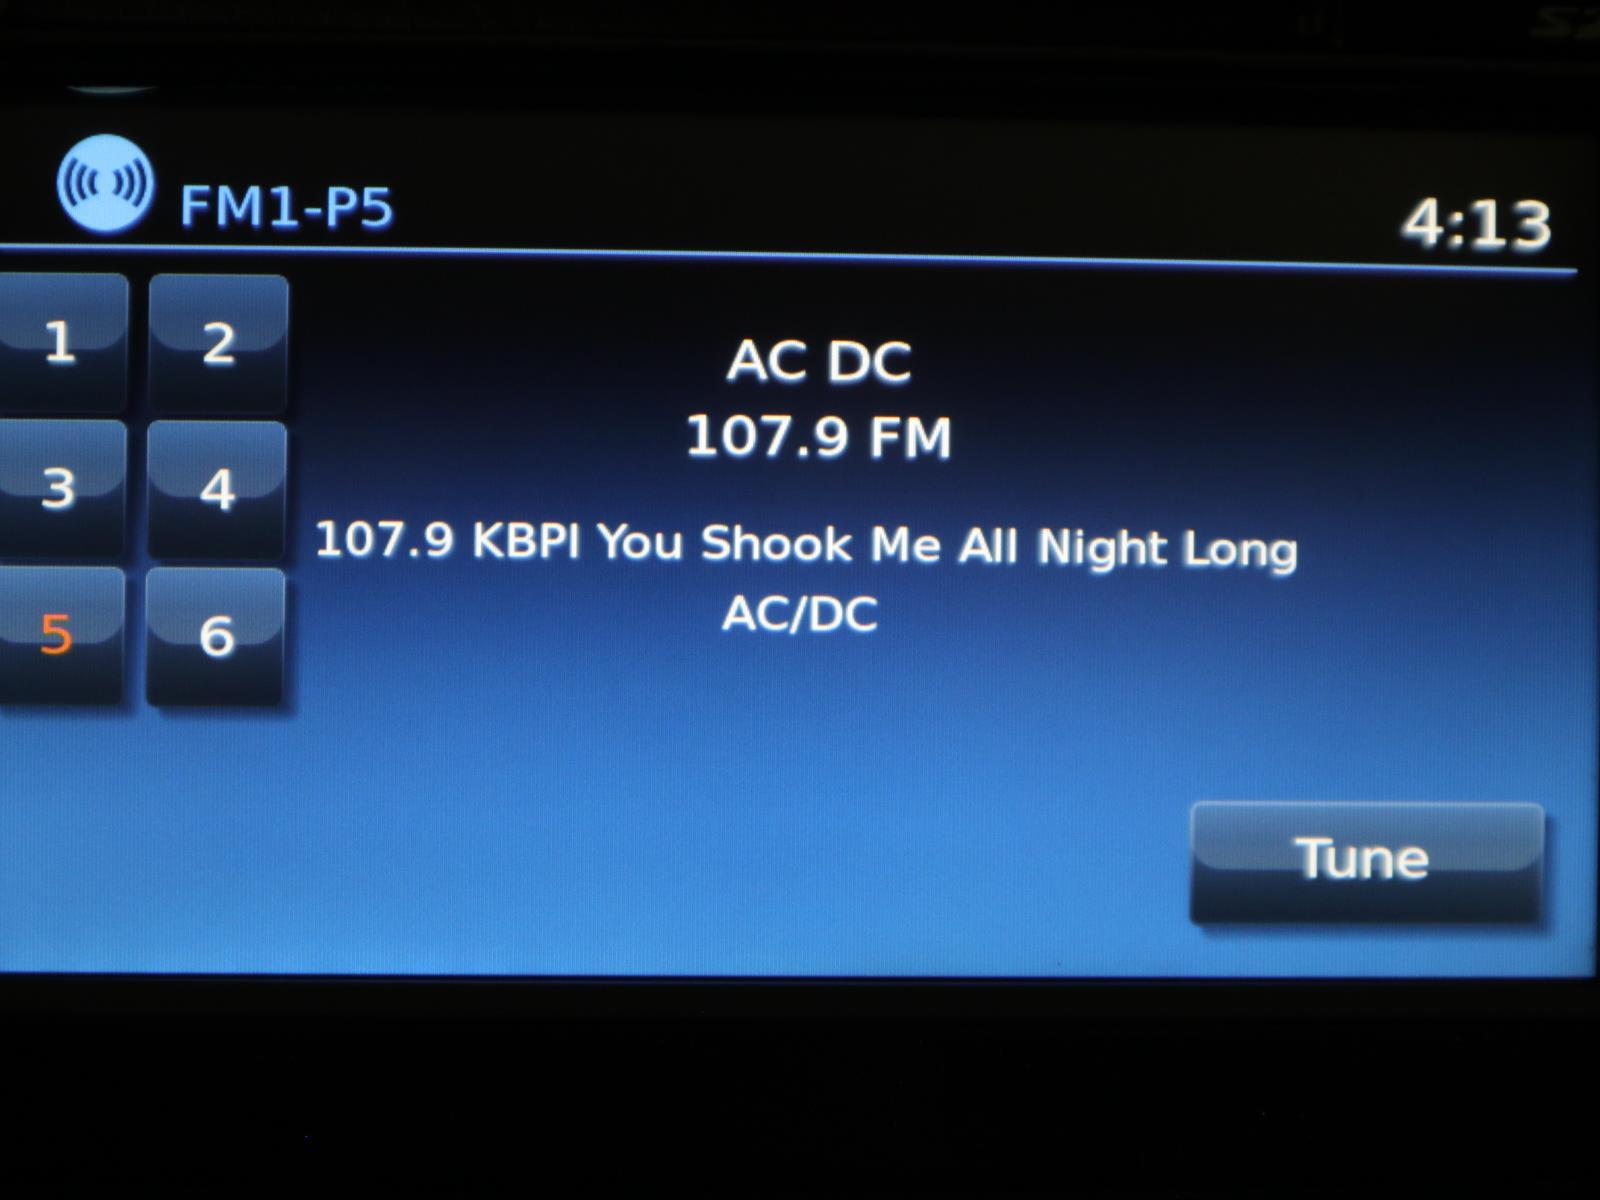 FM1-P5
4:13
1 2
3 4
5 6
AC DC
107.9 FM
107.9 KBPI You Shook Me All Night Long
AC/DC
Tune